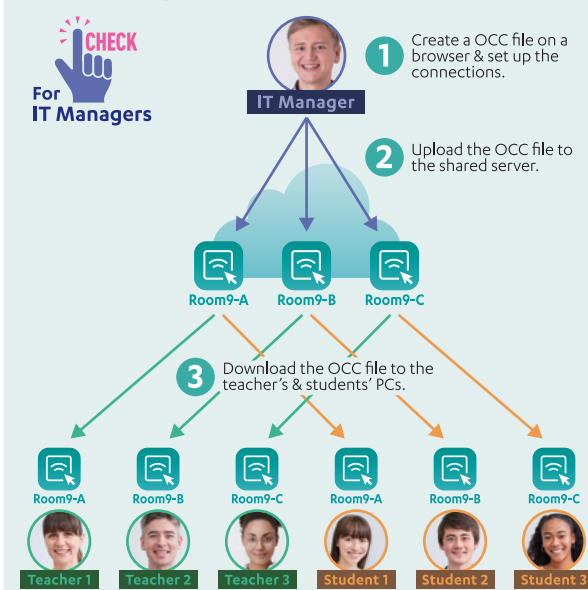 CHECK
For
IT Managers
IT Manager
1
Create a OCC file on a
browser & set up the
connections.
2
Upload the OCC file to
the shared server.
Room9-A
Room9-B
Room9-C
3
Download the OCC file to the
teacher's & students' PCs.
Room9-A
Room9-B
Room9-C
Room9-A
Room9-B
Room9-C
Teacher 1
Teacher 2
Teacher 3
Student 1
Student 2
Student 3